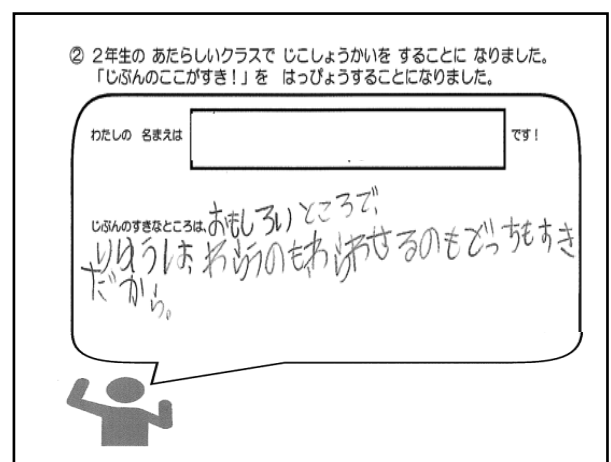 ② 2年生の あたらしいクラスで じこしょうかいを することに なりました。
「じぶんのここがすき！」を はっぴょうすることになりました。
わたしの 名まえは です！
じぶんのすきなところは、おもしろいところで、
りゆうは、わらうのもわらわせるのもどっちもすき
だから。